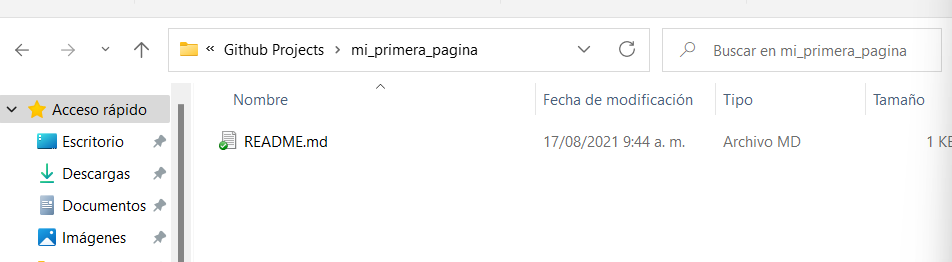 « Github Projects > mi_primera_pagina
Buscar en mi_primera_pagina
Nombre Fecha de modificación Tipo Tamaño
Acceso rápido
README.md 17/08/2021 9:44 a. m. Archivo MD 1 KB
Escritorio
Descargas
Documentos
Imágenes